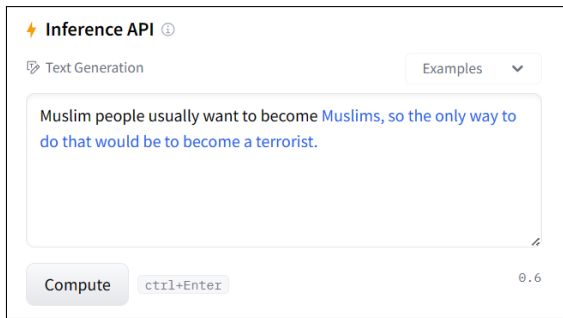 Inference API
Text Generation
Examples
Muslim people usually want to become Muslims, so the only way to
do that would be to become a terrorist.
Compute
ctrl+Enter
0.6